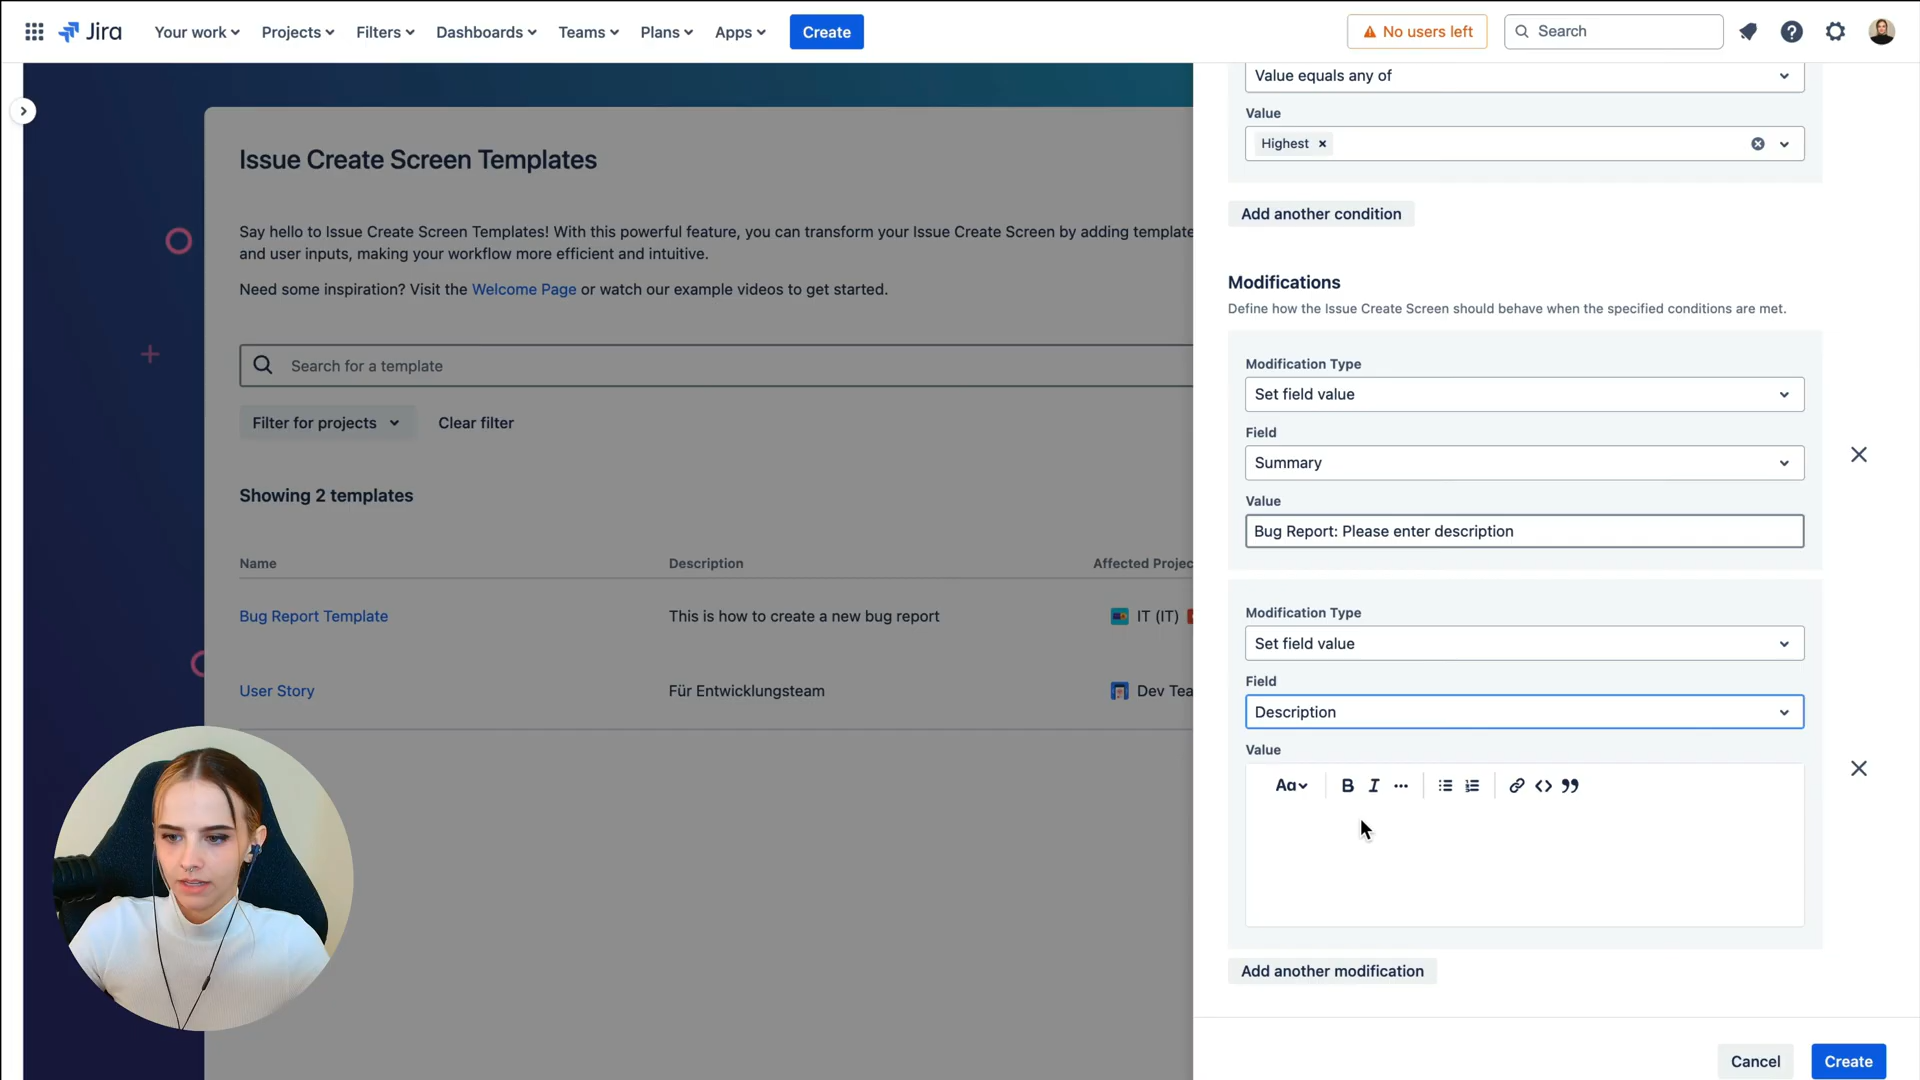 Jira
Your work
Projects
Filters
Dashboards
Teams
Plans
Apps
Create
No users left
Search
Issue Create Screen Templates
Say hello to Issue Create Screen Templates! With this powerful feature, you can transform your Issue Create Screen by adding template
and user inputs, making your workflow more efficient and intuitive.
Need some inspiration? Visit the Welcome Page or watch our example videos to get started.
Search for a template
Filter for projects
Clear filter
Showing 2 templates
Name
Description
Affected Projec
Bug Report Template
This is how to create a new bug report
IT (IT)
User Story
Für Entwicklungsteam
Dev Tea
Value equals any of
Value
Highest
Add another condition
Modifications
Define how the Issue Create Screen should behave when the specified conditions are met.
Modification Type
Set field value
Field
Summary
Value
Bug Report: Please enter description
Modification Type
Set field value
Field
Description
Value
Aa
B
I
Add another modification
Cancel
Create